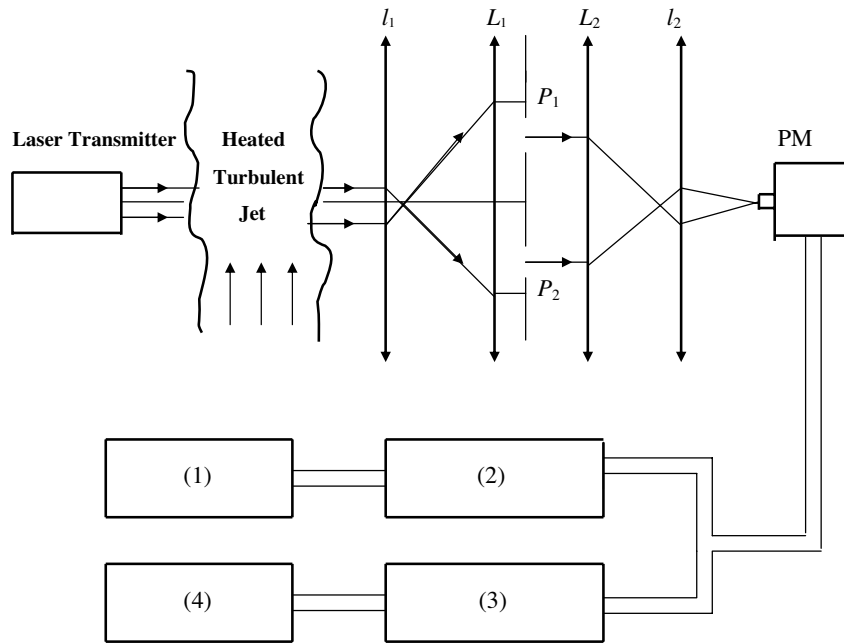 l1 L1 L2 l2
P1
Laser Transmitter
Heated
Turbulent
Jet
PM
P2
(1) (2)
(4) (3)